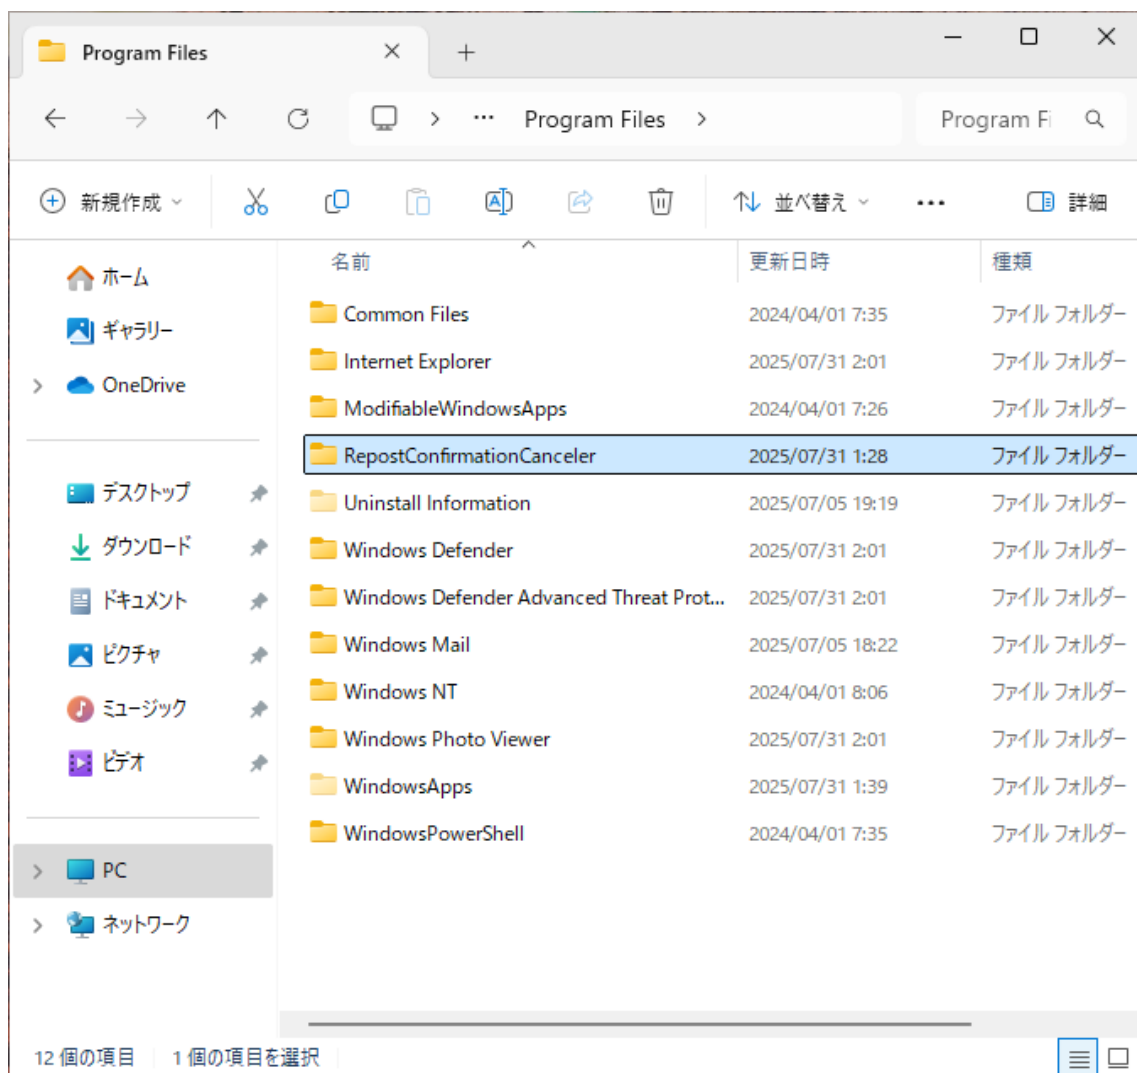 Program Files
Program Files
Program Fi
新規作成
並べ替え
詳細
ホーム
ギャラリー
OneDrive
デスクトップ
ダウンロード
ドキュメント
ピクチャ
ミュージック
ビデオ
PC
ネットワーク
名前 更新日時 種類
Common Files 2024/04/01 7:35 ファイル フォルダー
Internet Explorer 2025/07/31 2:01 ファイル フォルダー
ModifiableWindowsApps 2024/04/01 7:26 ファイル フォルダー
RepostConfirmationCanceler 2025/07/31 1:28 ファイル フォルダー
Uninstall Information 2025/07/05 19:19 ファイル フォルダー
Windows Defender 2025/07/31 2:01 ファイル フォルダー
Windows Defender Advanced Threat Prot... 2025/07/31 2:01 ファイル フォルダー
Windows Mail 2025/07/05 18:22 ファイル フォルダー
Windows NT 2024/04/01 8:06 ファイル フォルダー
Windows Photo Viewer 2025/07/31 2:01 ファイル フォルダー
WindowsApps 2025/07/31 1:39 ファイル フォルダー
WindowsPowerShell 2024/04/01 7:35 ファイル フォルダー
12 個の項目 1 個の項目を選択